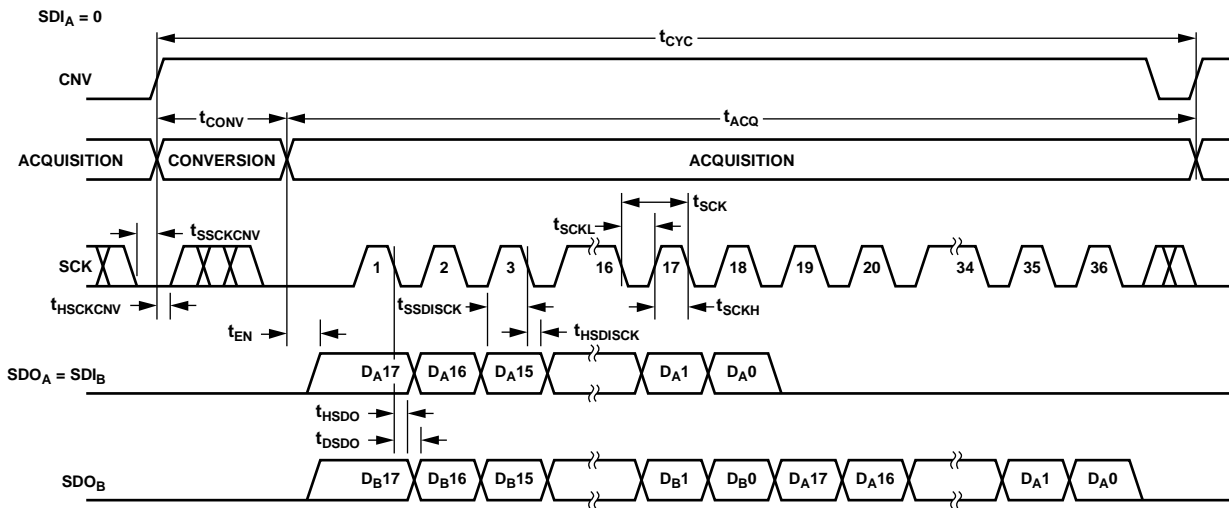 SDIA = 0
tCYC
CNV
tCONV
tACQ
ACQUISITION CONVERSION ACQUISITION
tSCK
tSCKL
tSSCKCNV
SCK 1 2 3 16 17 18 19 20 34 35 36
tHSCKCNV
tSSDISCK
tSCKH
tEN
tHSDISCK
SDOA = SDIB DA17 DA16 DA15 DA1 DA0
tHSDO
tDSDO
SDOB DB17 DB16 DB15 DB1 DB0 DA17 DA16 DA1 DA0